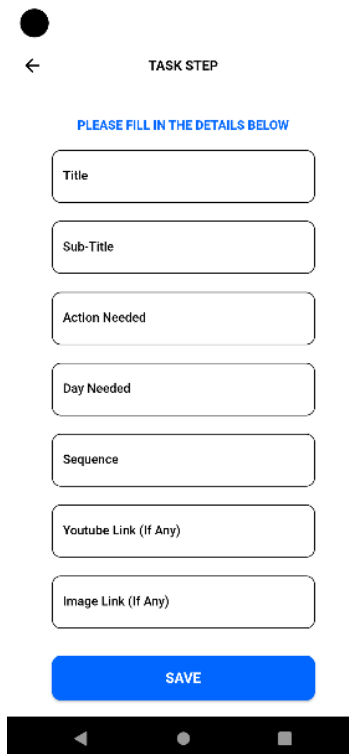 TASK STEP
PLEASE FILL IN THE DETAILS BELOW
Title
Sub-Title
Action Needed
Day Needed
Sequence
Youtube Link (If Any)
Image Link (If Any)
SAVE